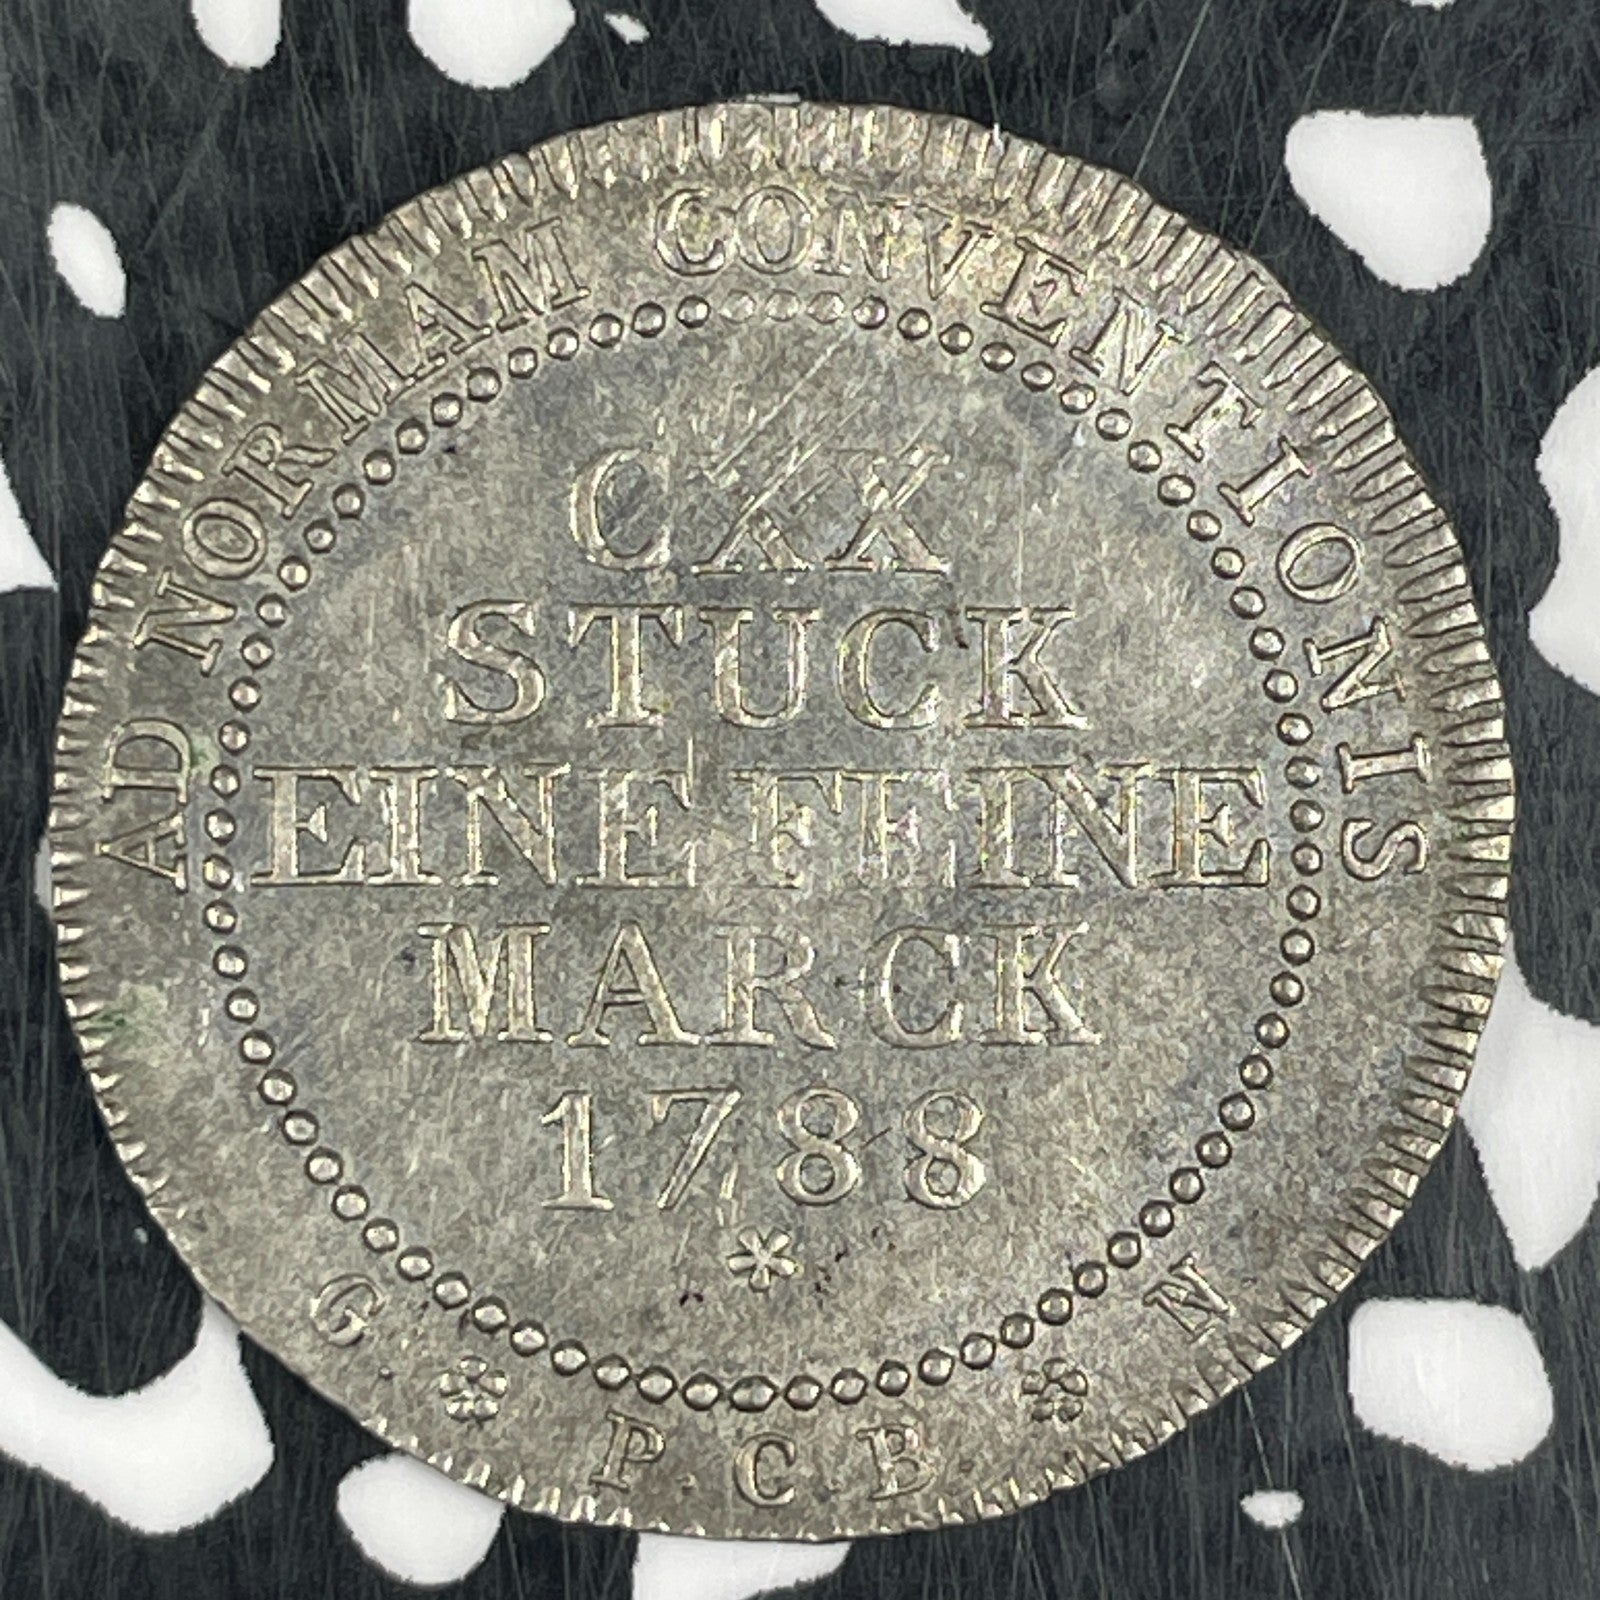 AD NORMAM CONVENTIONIS
CXX
STUCK
EINE FEINE
MARCK
1788
G. N
P. C. B.